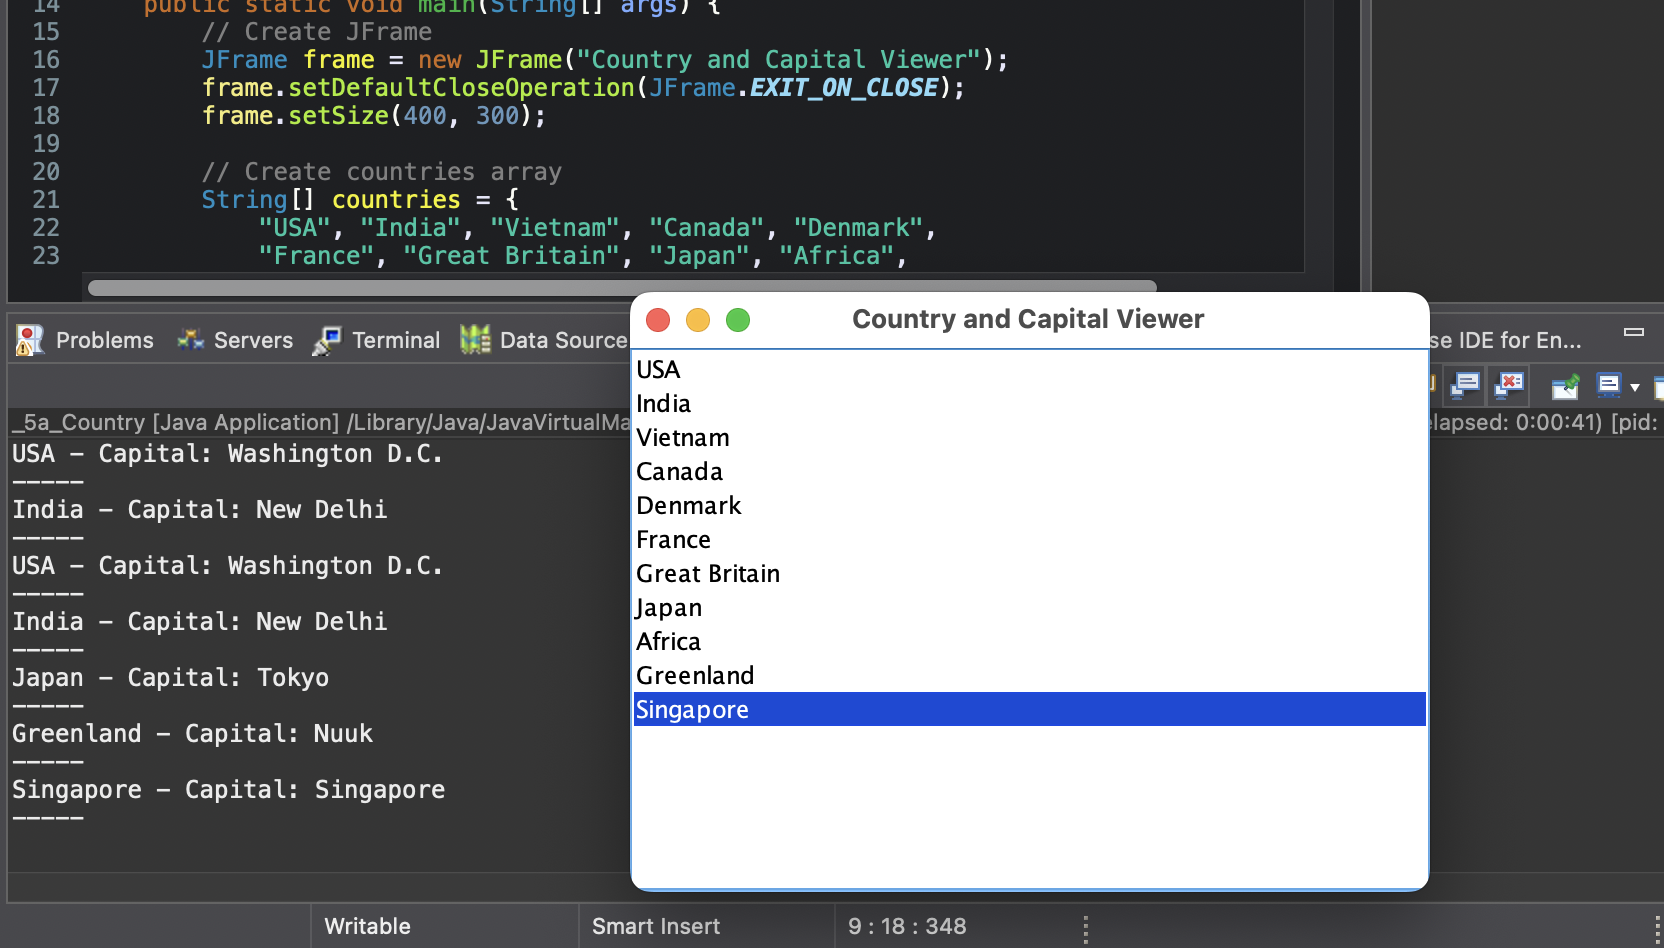 14 public static void main(String[] args) {
15 // Create JFrame
16 JFrame frame = new JFrame("Country and Capital Viewer");
17 frame.setDefaultCloseOperation(JFrame.EXIT_ON_CLOSE);
18 frame.setSize(400, 300);
19
20 // Create countries array
21 String[] countries = {
22 "USA", "India", "Vietnam", "Canada", "Denmark",
23 "France", "Great Britain", "Japan", "Africa",
Problems Servers Terminal Data Source
se IDE for En...
_5a_Country [Java Application] /Library/Java/JavaVirtualMa
elapsed: 0:00:41) [pid:
USA – Capital: Washington D.C.
-----
India – Capital: New Delhi
-----
USA – Capital: Washington D.C.
-----
India – Capital: New Delhi
-----
Japan – Capital: Tokyo
-----
Greenland – Capital: Nuuk
-----
Singapore – Capital: Singapore
-----
Country and Capital Viewer
USA
India
Vietnam
Canada
Denmark
France
Great Britain
Japan
Africa
Greenland
Singapore
Writable
Smart Insert
9 : 18 : 348